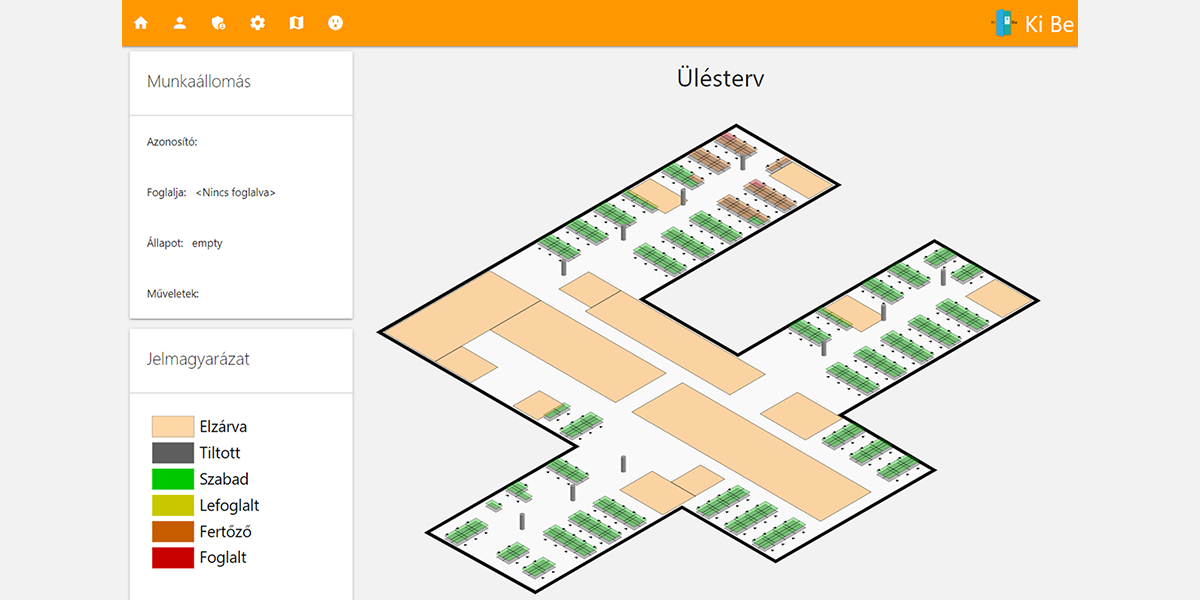 Ki Be
Munkaállomás
Azonosító:
Foglalja: <Nincs foglalva>
Állapot: empty
Műveletek:
Jelmagyarázat
Elzárva
Tiltott
Szabad
Lefoglalt
Fertőző
Foglalt
Ülésterv